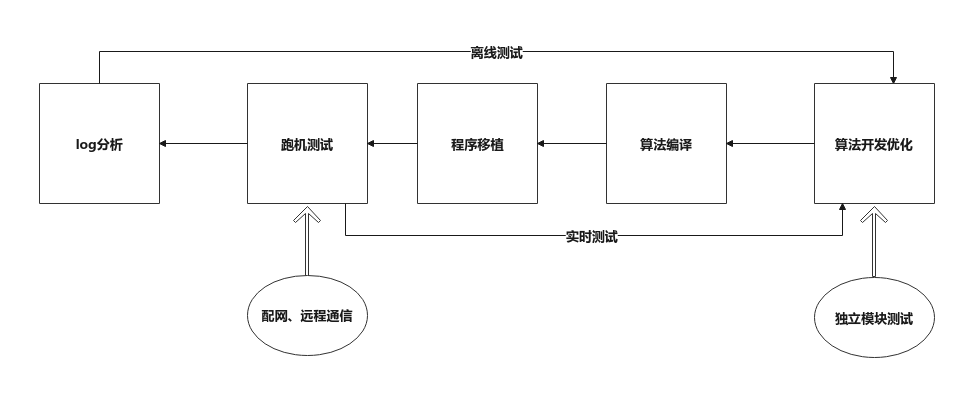 离线测试
log分析
跑机测试
程序移植
算法编译
算法开发优化
实时测试
配网、远程通信
独立模块测试